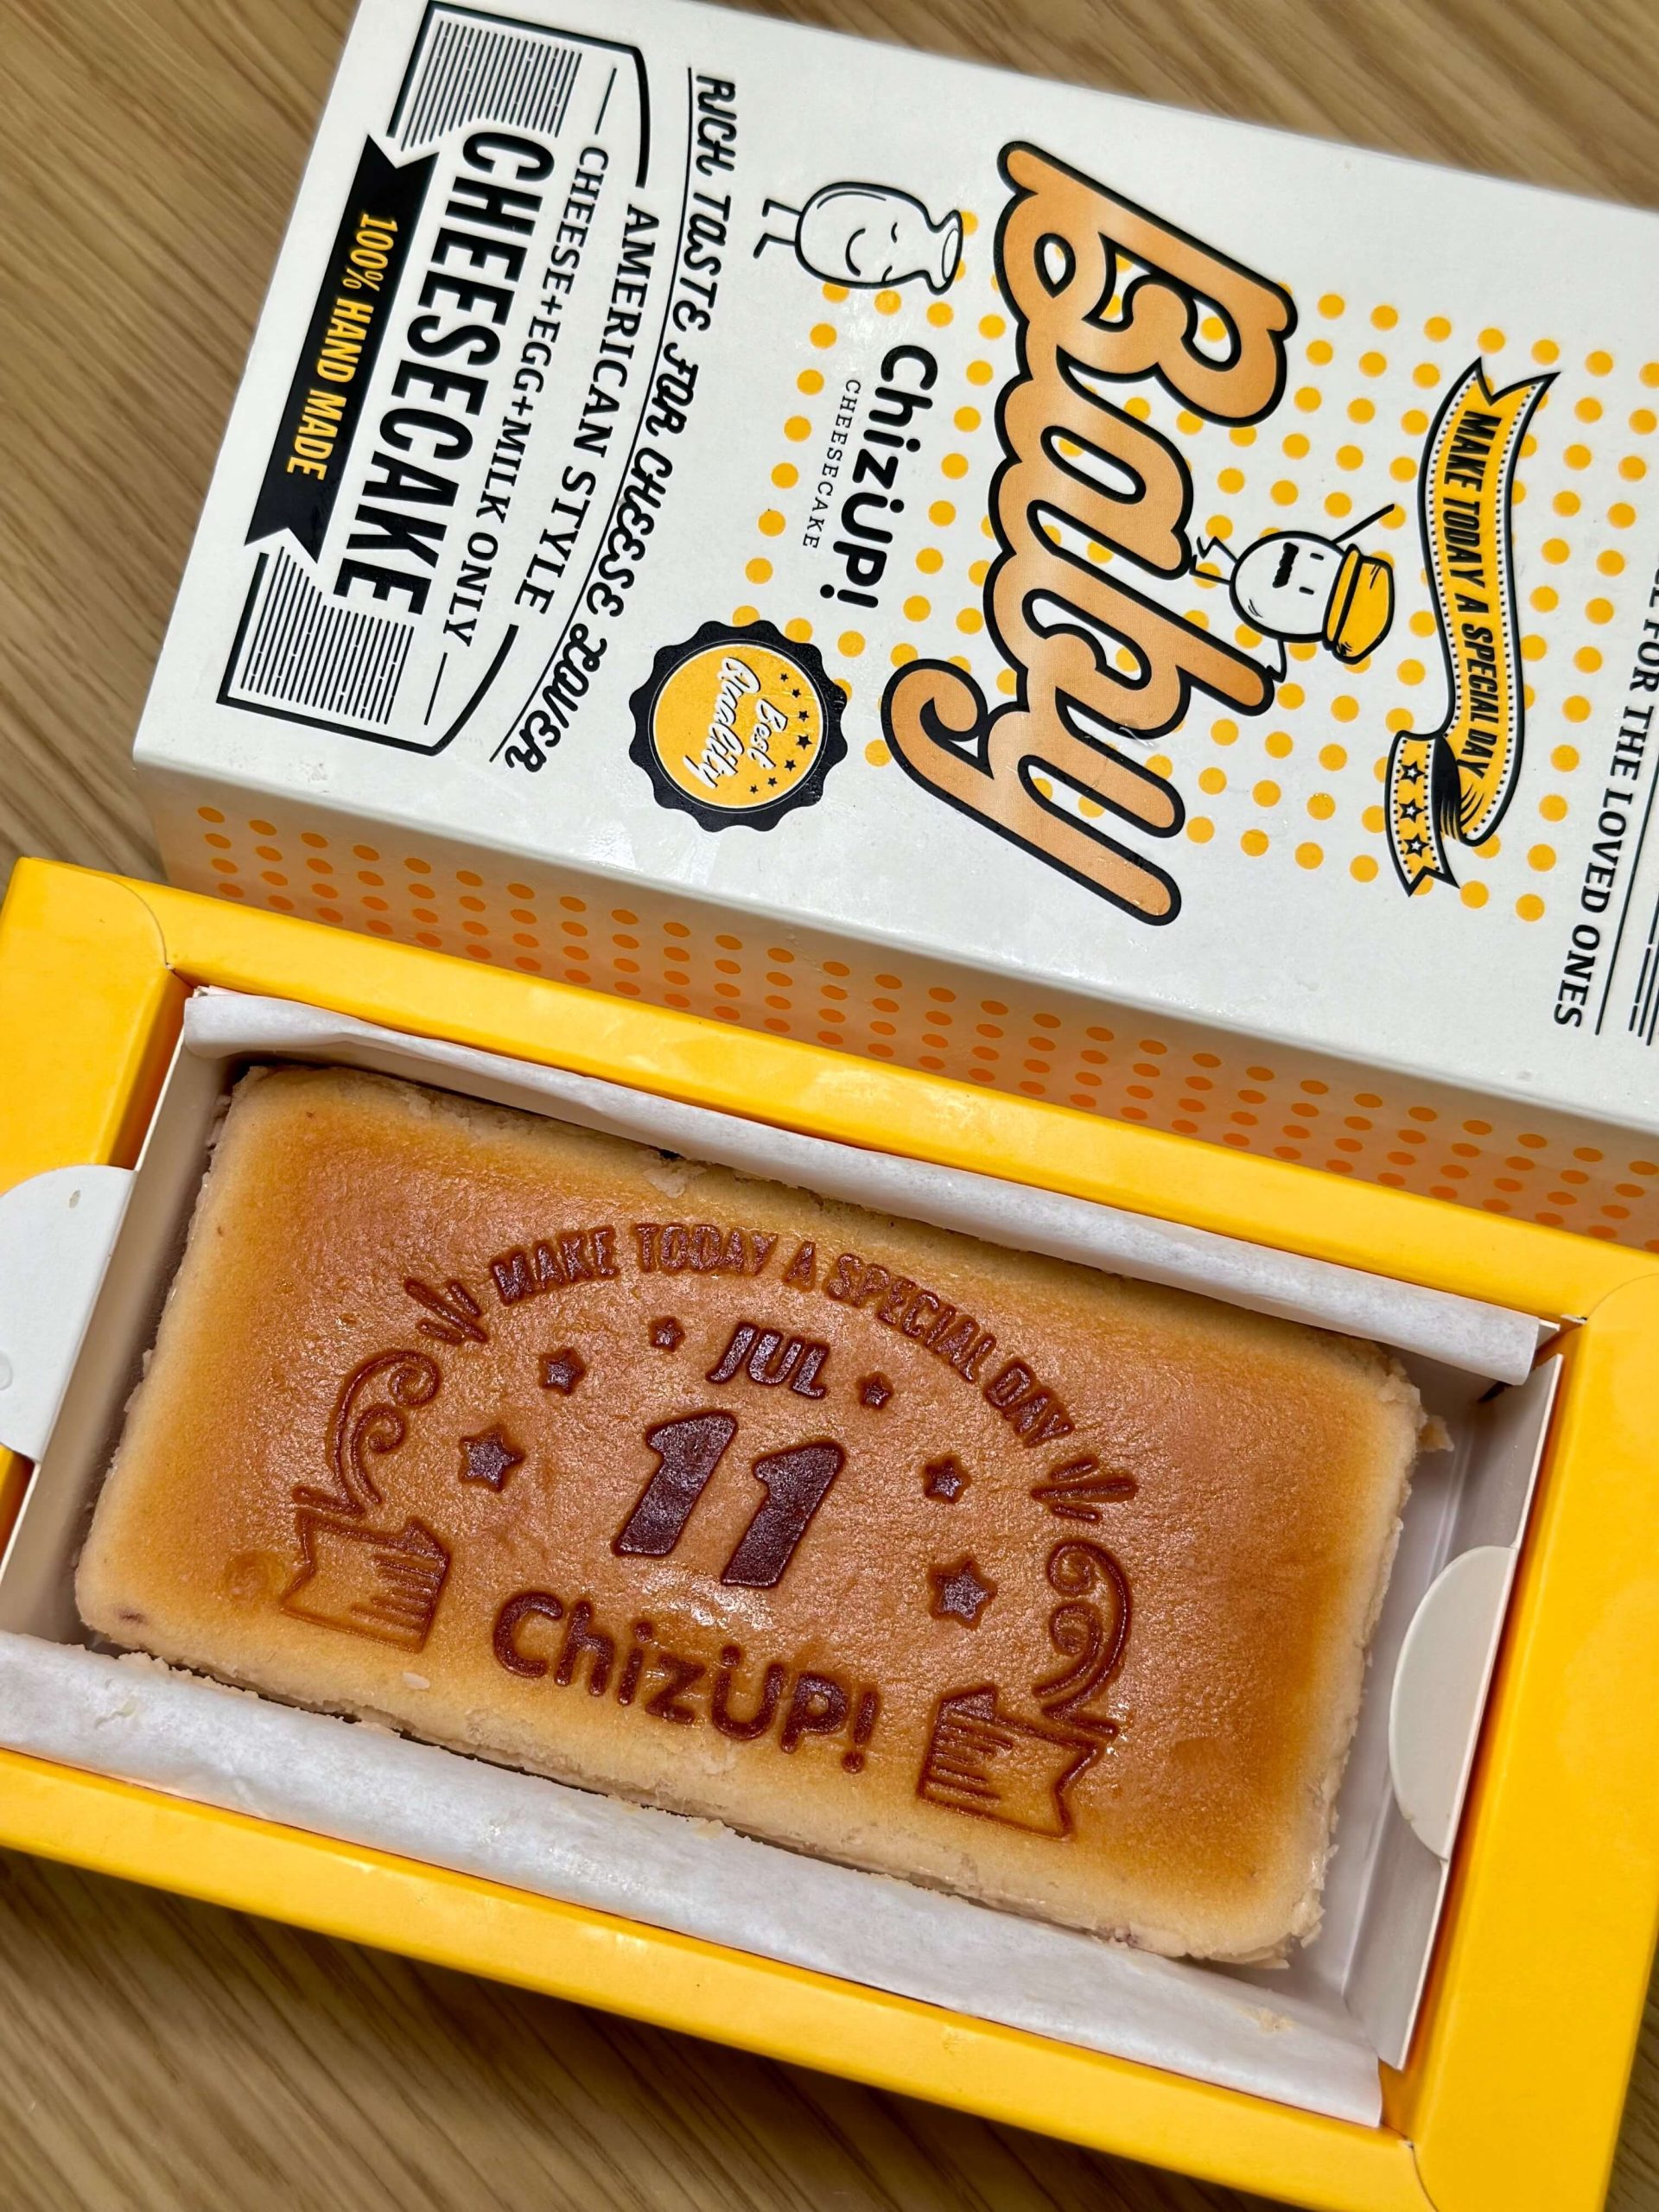 FOR THE LOVED ONES
MAKE TODAY A SPECIAL DAY
Baky
ChizUP!
CHEESECAKE
Best
Quality
RICH TASTE FOR CHEESE LOVER
AMERICAN STYLE
CHEESE+EGG+MILK ONLY
CHEESECAKE
100% HAND MADE
MAKE TODAY A SPECIAL DAY
JUL
11
ChizUP!